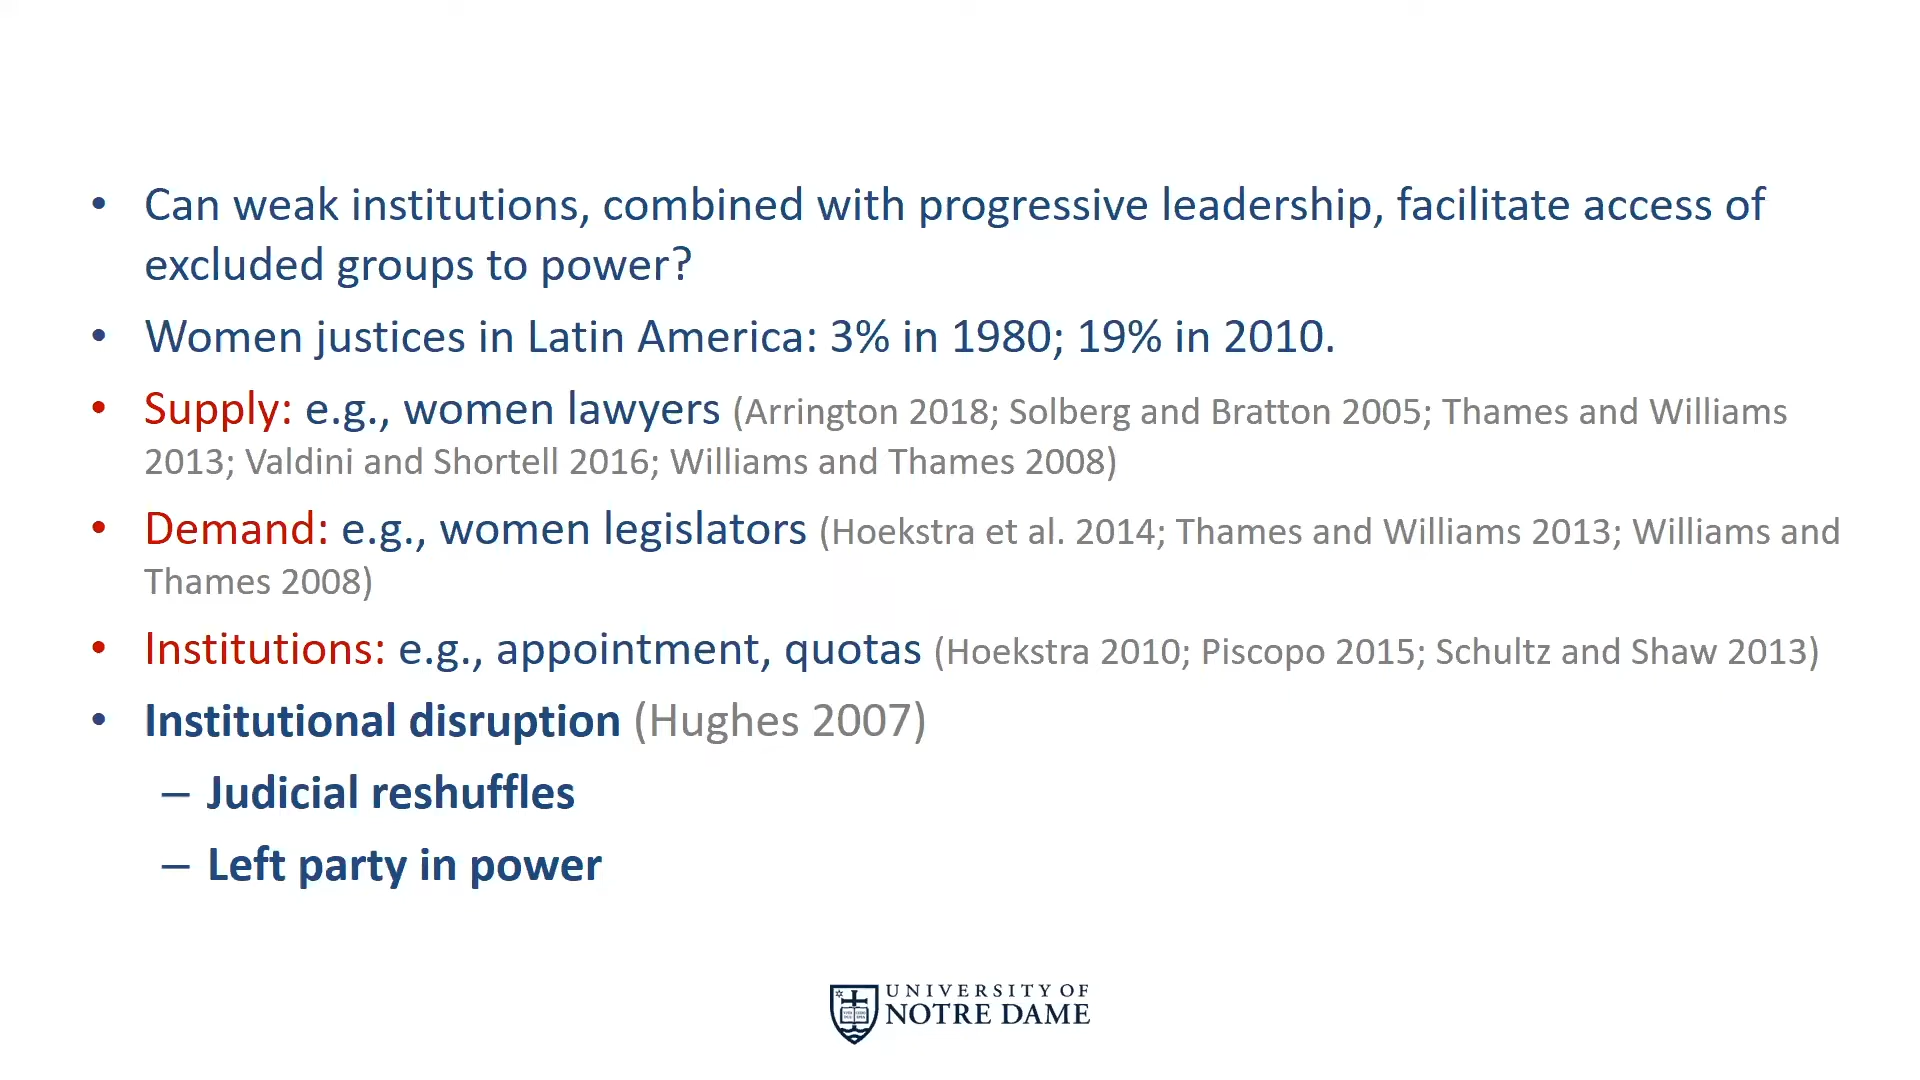 • Can weak institutions, combined with progressive leadership, facilitate access of
excluded groups to power?
• Women justices in Latin America: 3% in 1980; 19% in 2010.
• Supply: e.g., women lawyers (Arrington 2018; Solberg and Bratton 2005; Thames and Williams
2013; Valdini and Shortell 2016; Williams and Thames 2008)
• Demand: e.g., women legislators (Hoekstra et al. 2014; Thames and Williams 2013; Williams and
Thames 2008)
• Institutions: e.g., appointment, quotas (Hoekstra 2010; Piscopo 2015; Schultz and Shaw 2013)
• Institutional disruption (Hughes 2007)
– Judicial reshuffles
– Left party in power
UNIVERSITY OF
NOTRE DAME